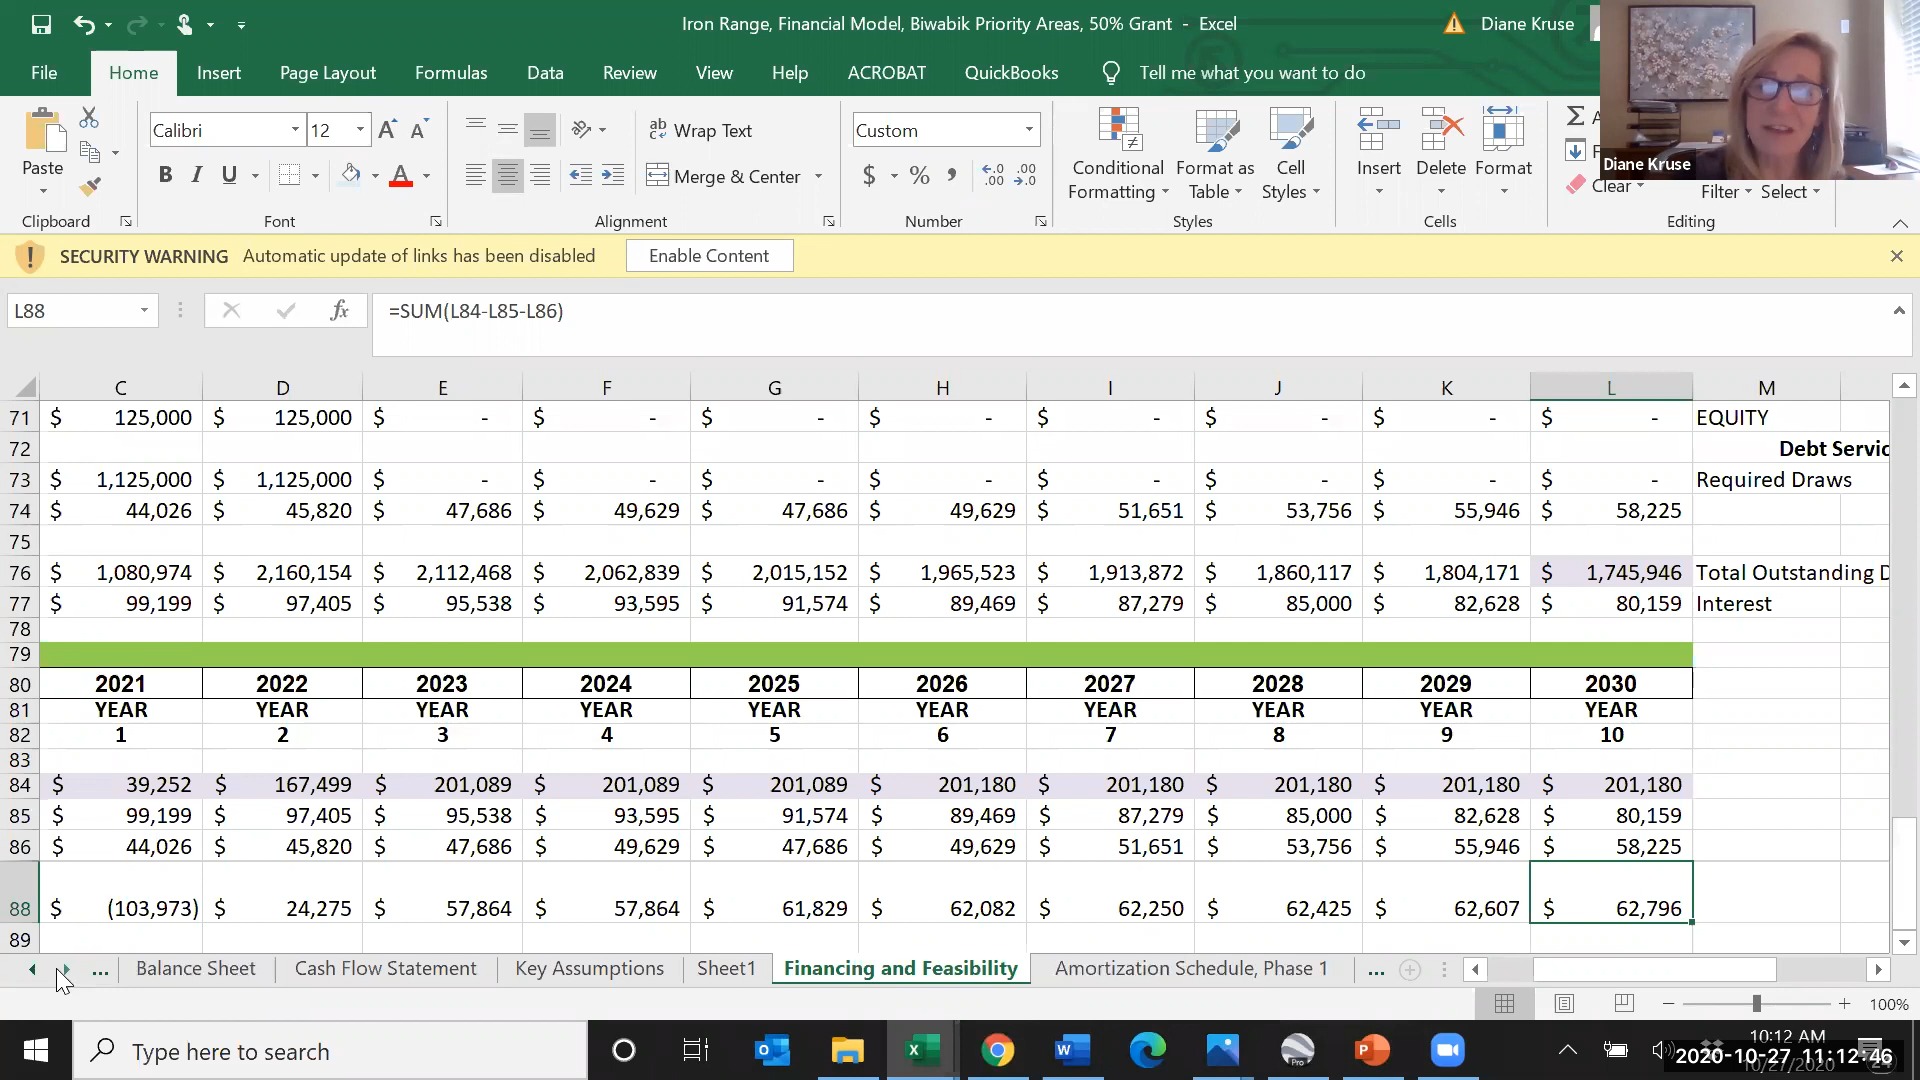 Iron Range, Financial Model, Biwabik Priority Areas, 50% Grant - Excel
Diane Kruse
File Home Insert Page Layout Formulas Data Review View Help ACROBAT QuickBooks Tell me what you want to do
Calibri 12 ab Wrap Text Custom
Paste B I U A Merge & Center $ % , Conditional Formatting Format as Table Cell Styles Insert Delete Format Clear Filter Select
Diane Kruse
Clipboard Font Alignment Number Styles Cells Editing
SECURITY WARNING Automatic update of links has been disabled Enable Content
L88 fx =SUM(L84-L85-L86)
C D E F G H I J K L M
71 $ 125,000 $ 125,000 $ - $ - $ - $ - $ - $ - $ - $ - EQUITY
72 Debt Servic
73 $ 1,125,000 $ 1,125,000 $ - $ - $ - $ - $ - $ - $ - $ - Required Draws
74 $ 44,026 $ 45,820 $ 47,686 $ 49,629 $ 47,686 $ 49,629 $ 51,651 $ 53,756 $ 55,946 $ 58,225
75
76 $ 1,080,974 $ 2,160,154 $ 2,112,468 $ 2,062,839 $ 2,015,152 $ 1,965,523 $ 1,913,872 $ 1,860,117 $ 1,804,171 $ 1,745,946 Total Outstanding D
77 $ 99,199 $ 97,405 $ 95,538 $ 93,595 $ 91,574 $ 89,469 $ 87,279 $ 85,000 $ 82,628 $ 80,159 Interest
78
79
80 2021 2022 2023 2024 2025 2026 2027 2028 2029 2030
81 YEAR YEAR YEAR YEAR YEAR YEAR YEAR YEAR YEAR YEAR
82 1 2 3 4 5 6 7 8 9 10
83
84 $ 39,252 $ 167,499 $ 201,089 $ 201,089 $ 201,089 $ 201,180 $ 201,180 $ 201,180 $ 201,180 $ 201,180
85 $ 99,199 $ 97,405 $ 95,538 $ 93,595 $ 91,574 $ 89,469 $ 87,279 $ 85,000 $ 82,628 $ 80,159
86 $ 44,026 $ 45,820 $ 47,686 $ 49,629 $ 47,686 $ 49,629 $ 51,651 $ 53,756 $ 55,946 $ 58,225
88 $ (103,973) $ 24,275 $ 57,864 $ 57,864 $ 61,829 $ 62,082 $ 62,250 $ 62,425 $ 62,607 $ 62,796
89
... Balance Sheet Cash Flow Statement Key Assumptions Sheet1 Financing and Feasibility Amortization Schedule, Phase 1 ...
100%
Type here to search
10:12 AM
2020-10-27 11:12:46
10/27/2020